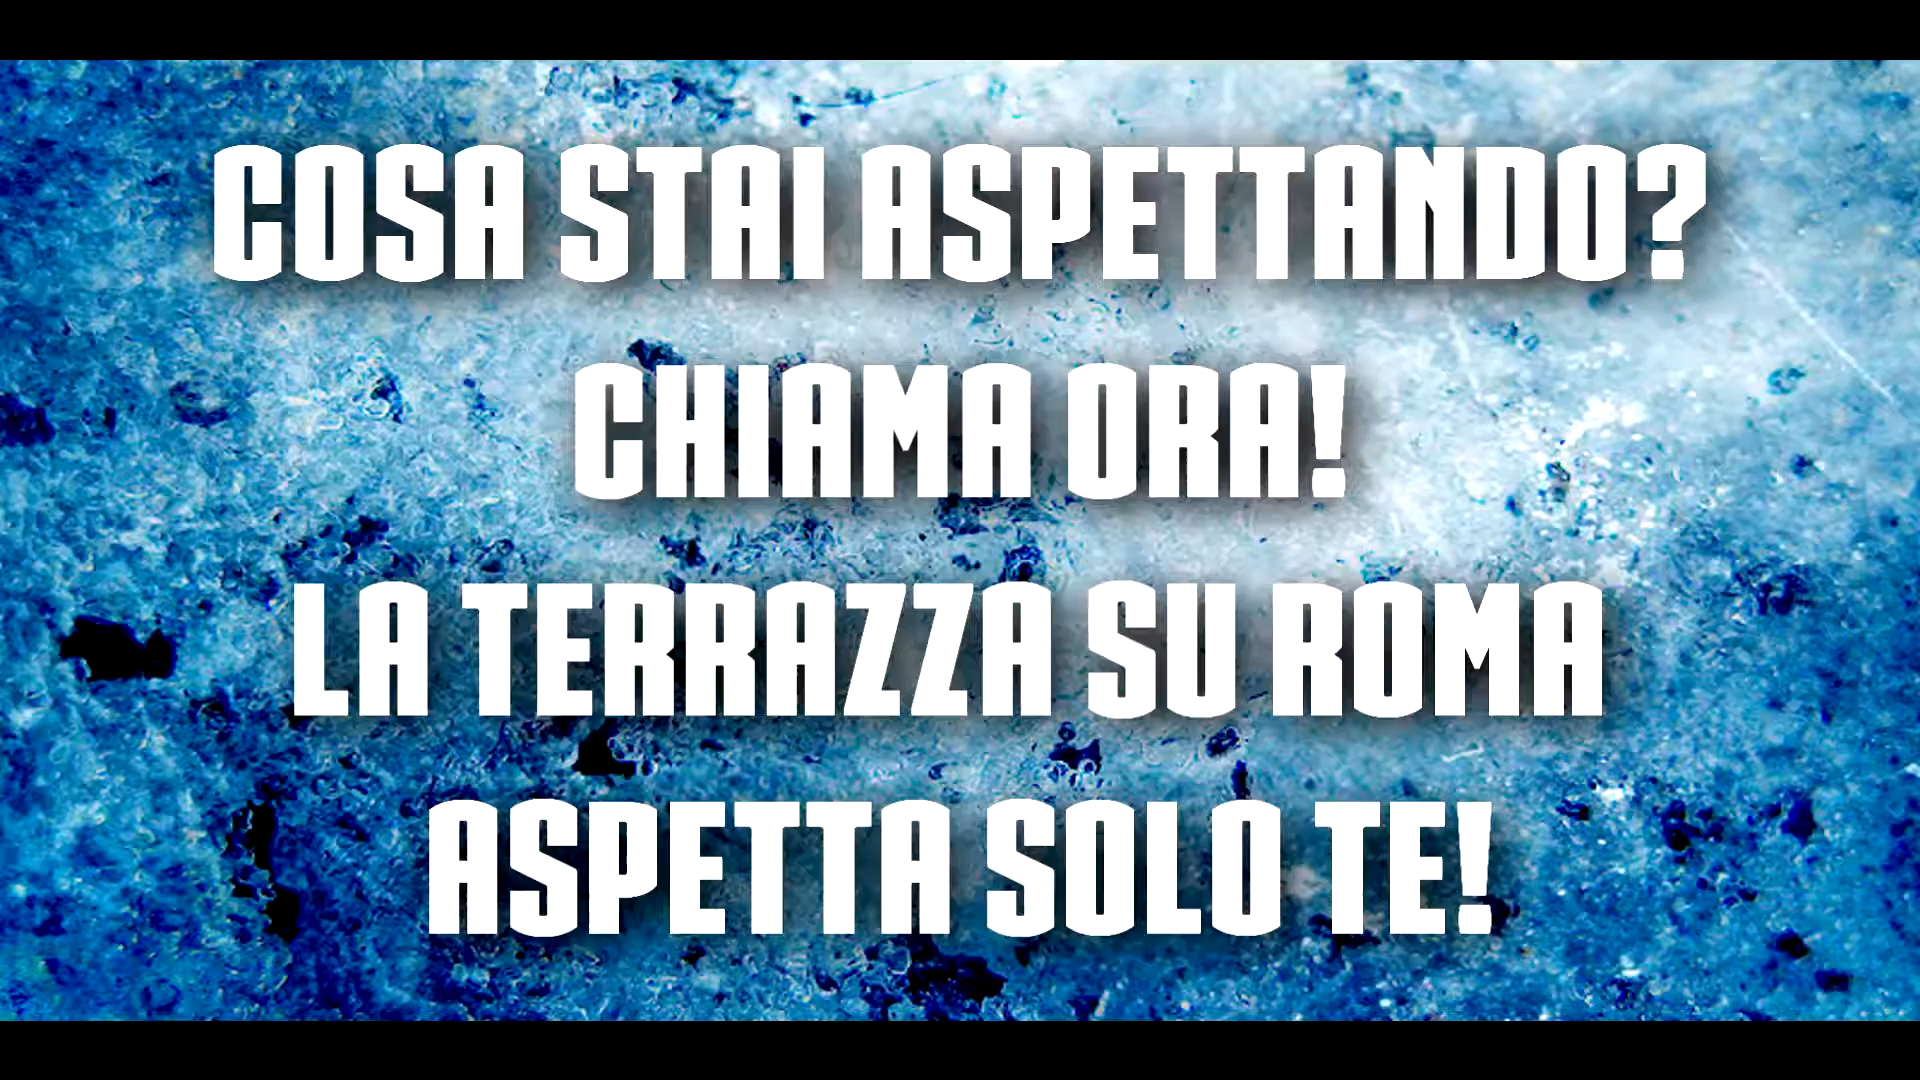 COSA STAI ASPETTANDO?
CHIAMA ORA!
LA TERRAZZA SU ROMA
ASPETTA SOLO TE!